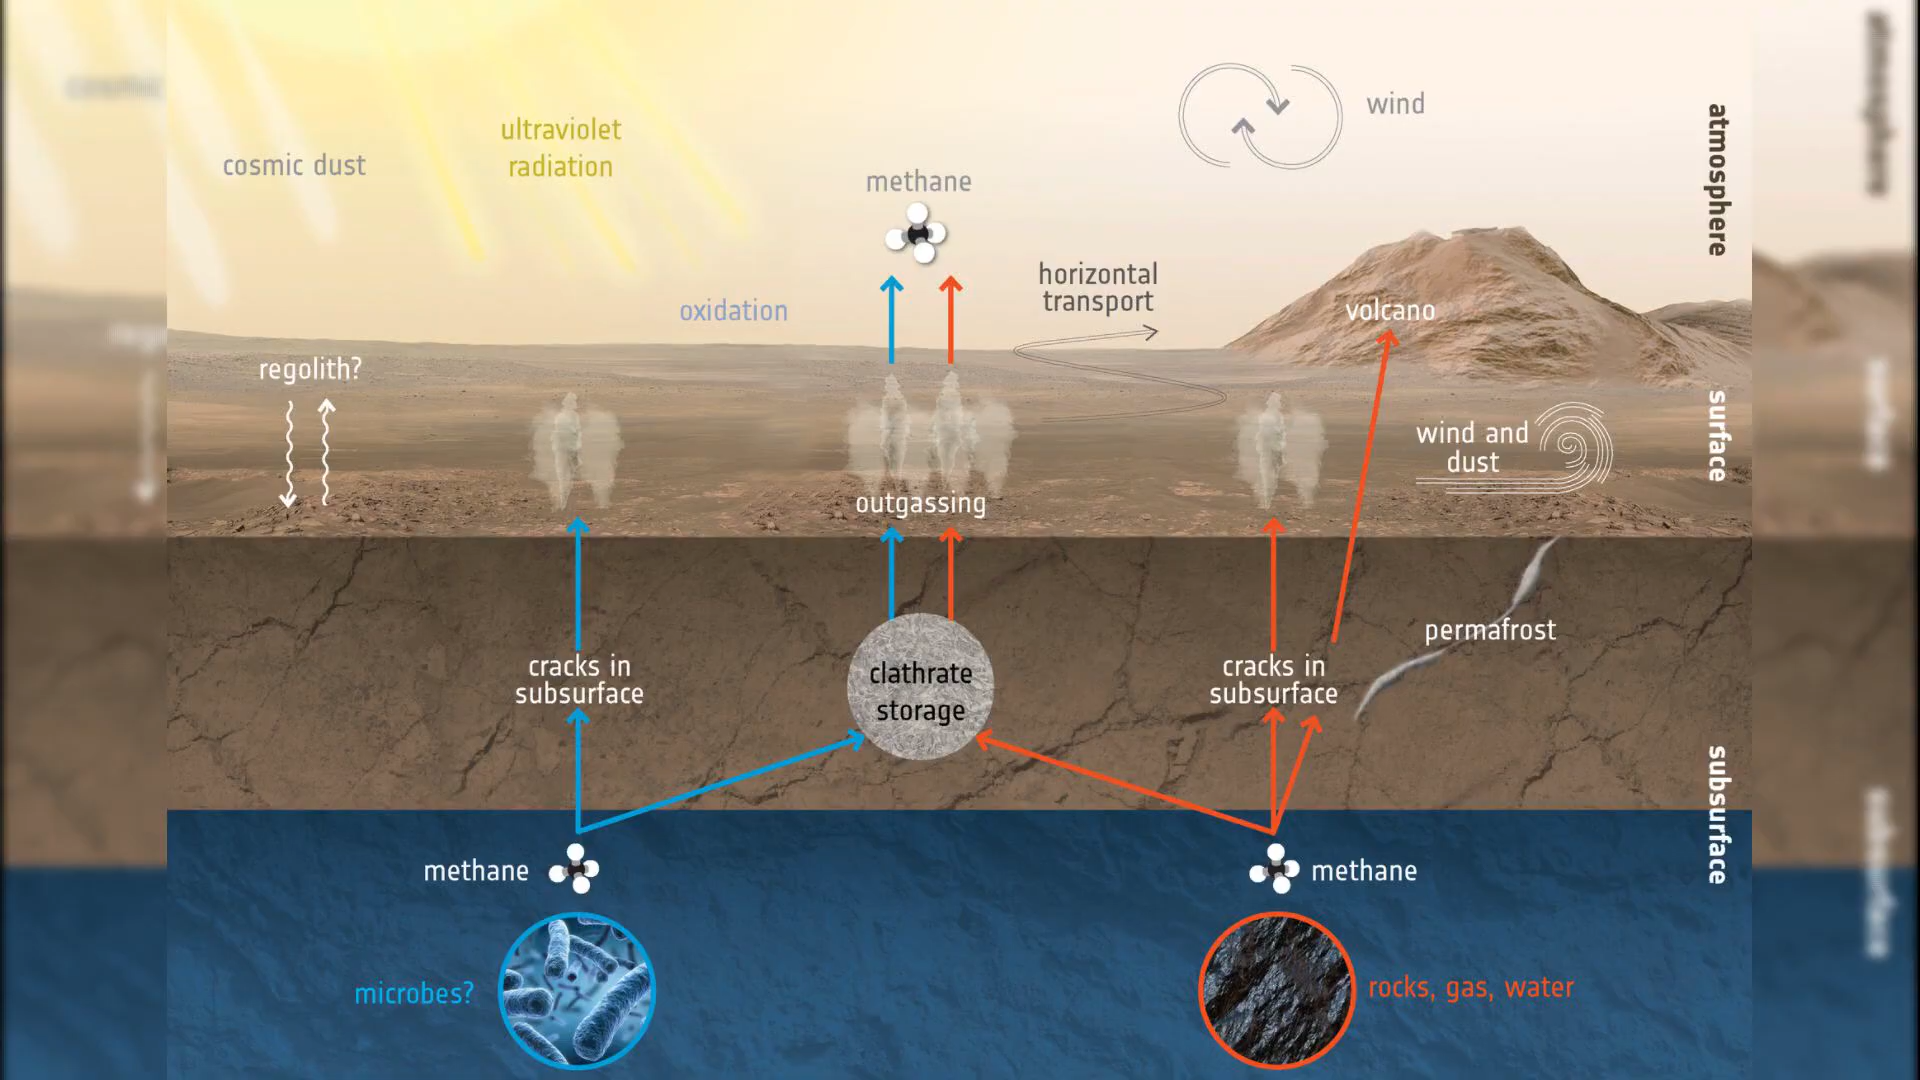 cosmic dust
ultraviolet
radiation
wind
methane
atmosphere
horizontal
transport
oxidation
volcano
regolith?
wind and
dust
surface
outgassing
permafrost
cracks in
subsurface
clathrate
storage
cracks in
subsurface
subsurface
methane
methane
microbes?
rocks, gas, water